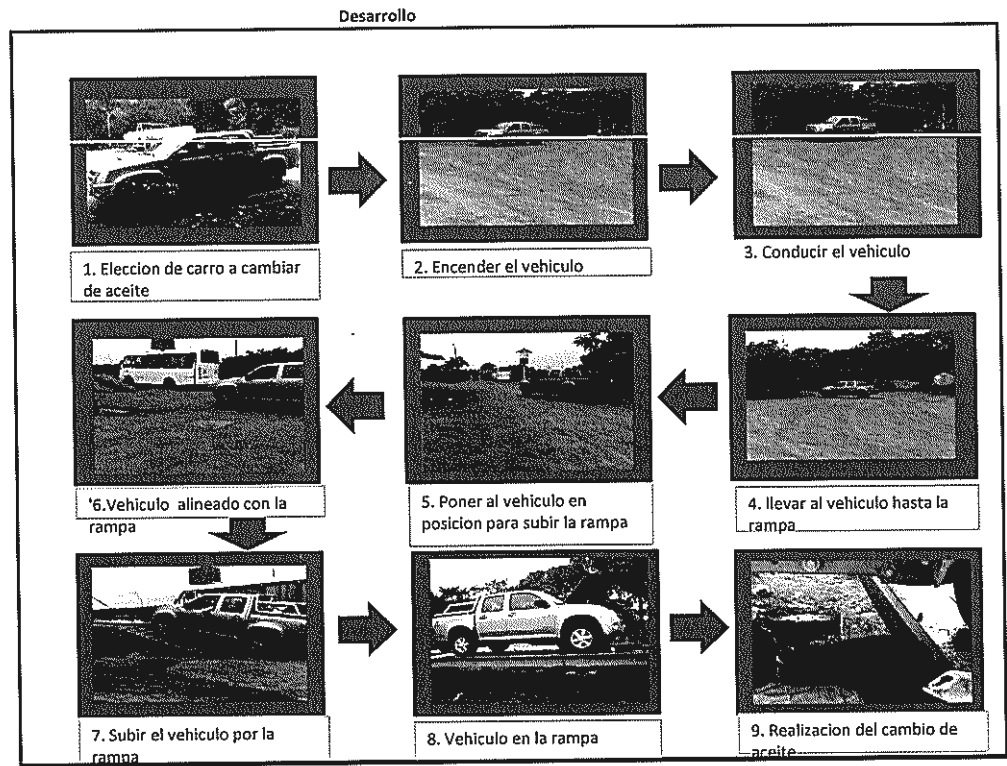 Desarrollo
1. Eleccion de carro a cambiar
de aceite
2. Encender el vehiculo
3. Conducir el vehiculo
4. llevar al vehiculo hasta la
rampa
5. Poner al vehiculo en
posicion para subir la rampa
'6.Vehiculo alineado con la
rampa
7. Subir el vehiculo por la
rampa
8. Vehiculo en la rampa
9. Realizacion del cambio de
aceite